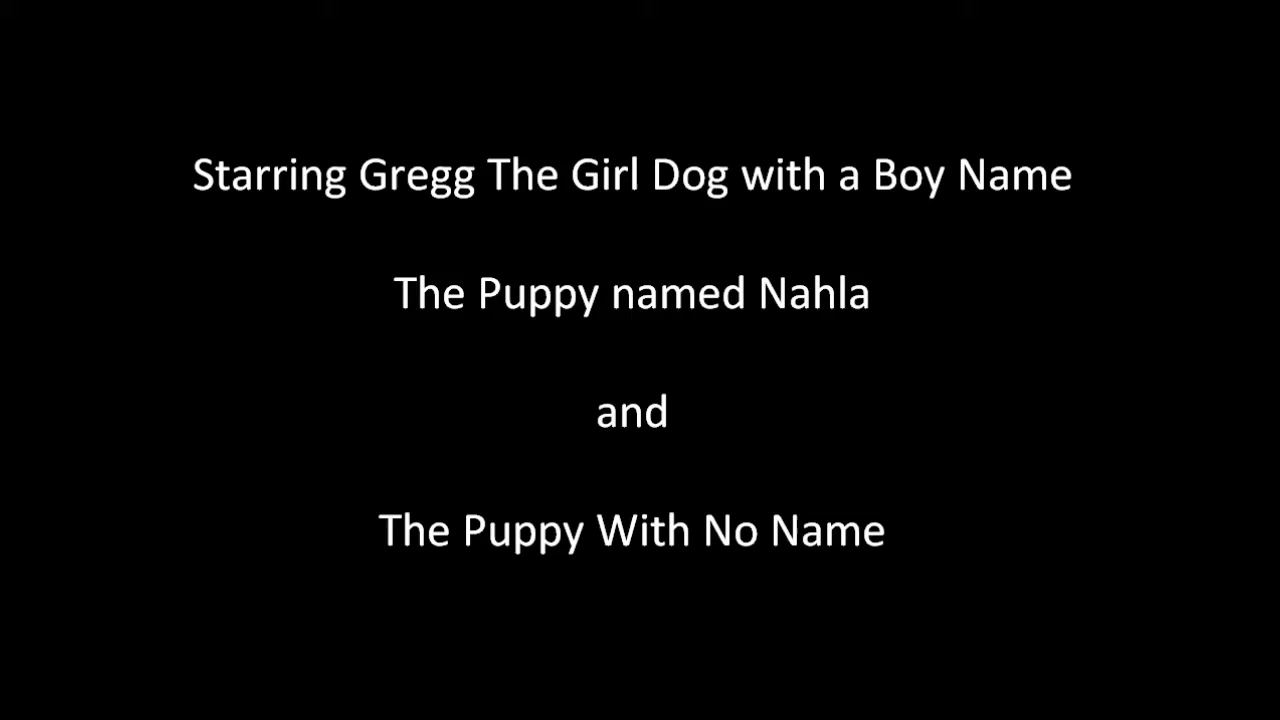 Starring Gregg The Girl Dog with a Boy Name
The Puppy named Nahla
and
The Puppy With No Name